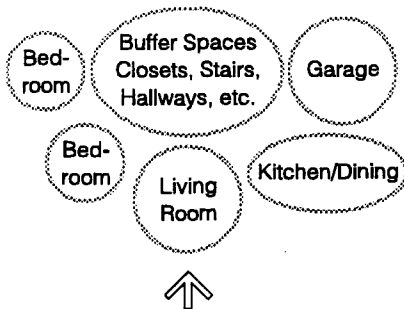 Bed-
room
Buffer Spaces
Closets, Stairs,
Hallways, etc.
Garage
Bed-
room
Living
Room
Kitchen/Dining